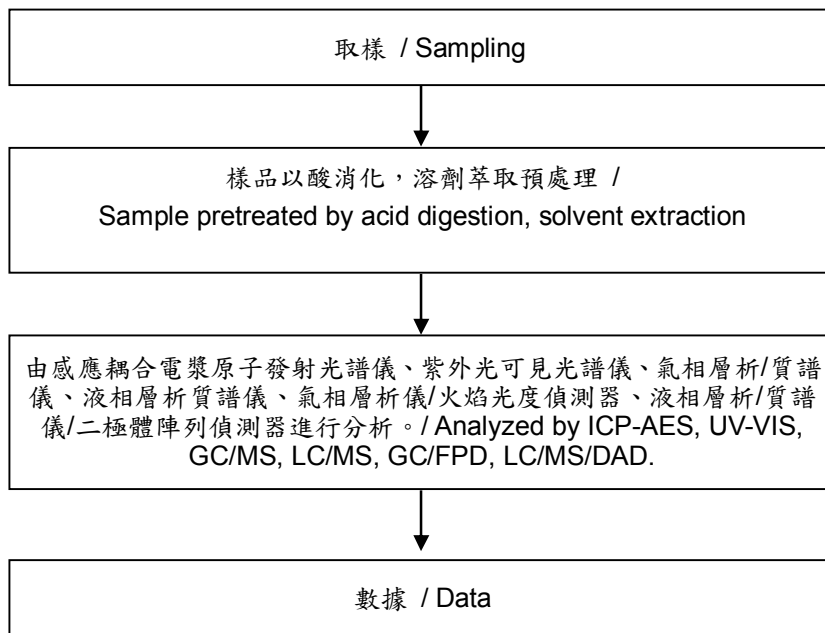 取樣 / Sampling
樣品以酸消化，溶劑萃取預處理 /
Sample pretreated by acid digestion, solvent extraction
由感應耦合電漿原子發射光譜儀、紫外光可見光譜儀、氣相層析/質譜
儀、液相層析質譜儀、氣相層析儀/火焰光度偵測器、液相層析/質譜
儀/二極體陣列偵測器進行分析。/ Analyzed by ICP-AES, UV-VIS,
GC/MS, LC/MS, GC/FPD, LC/MS/DAD.
數據 / Data